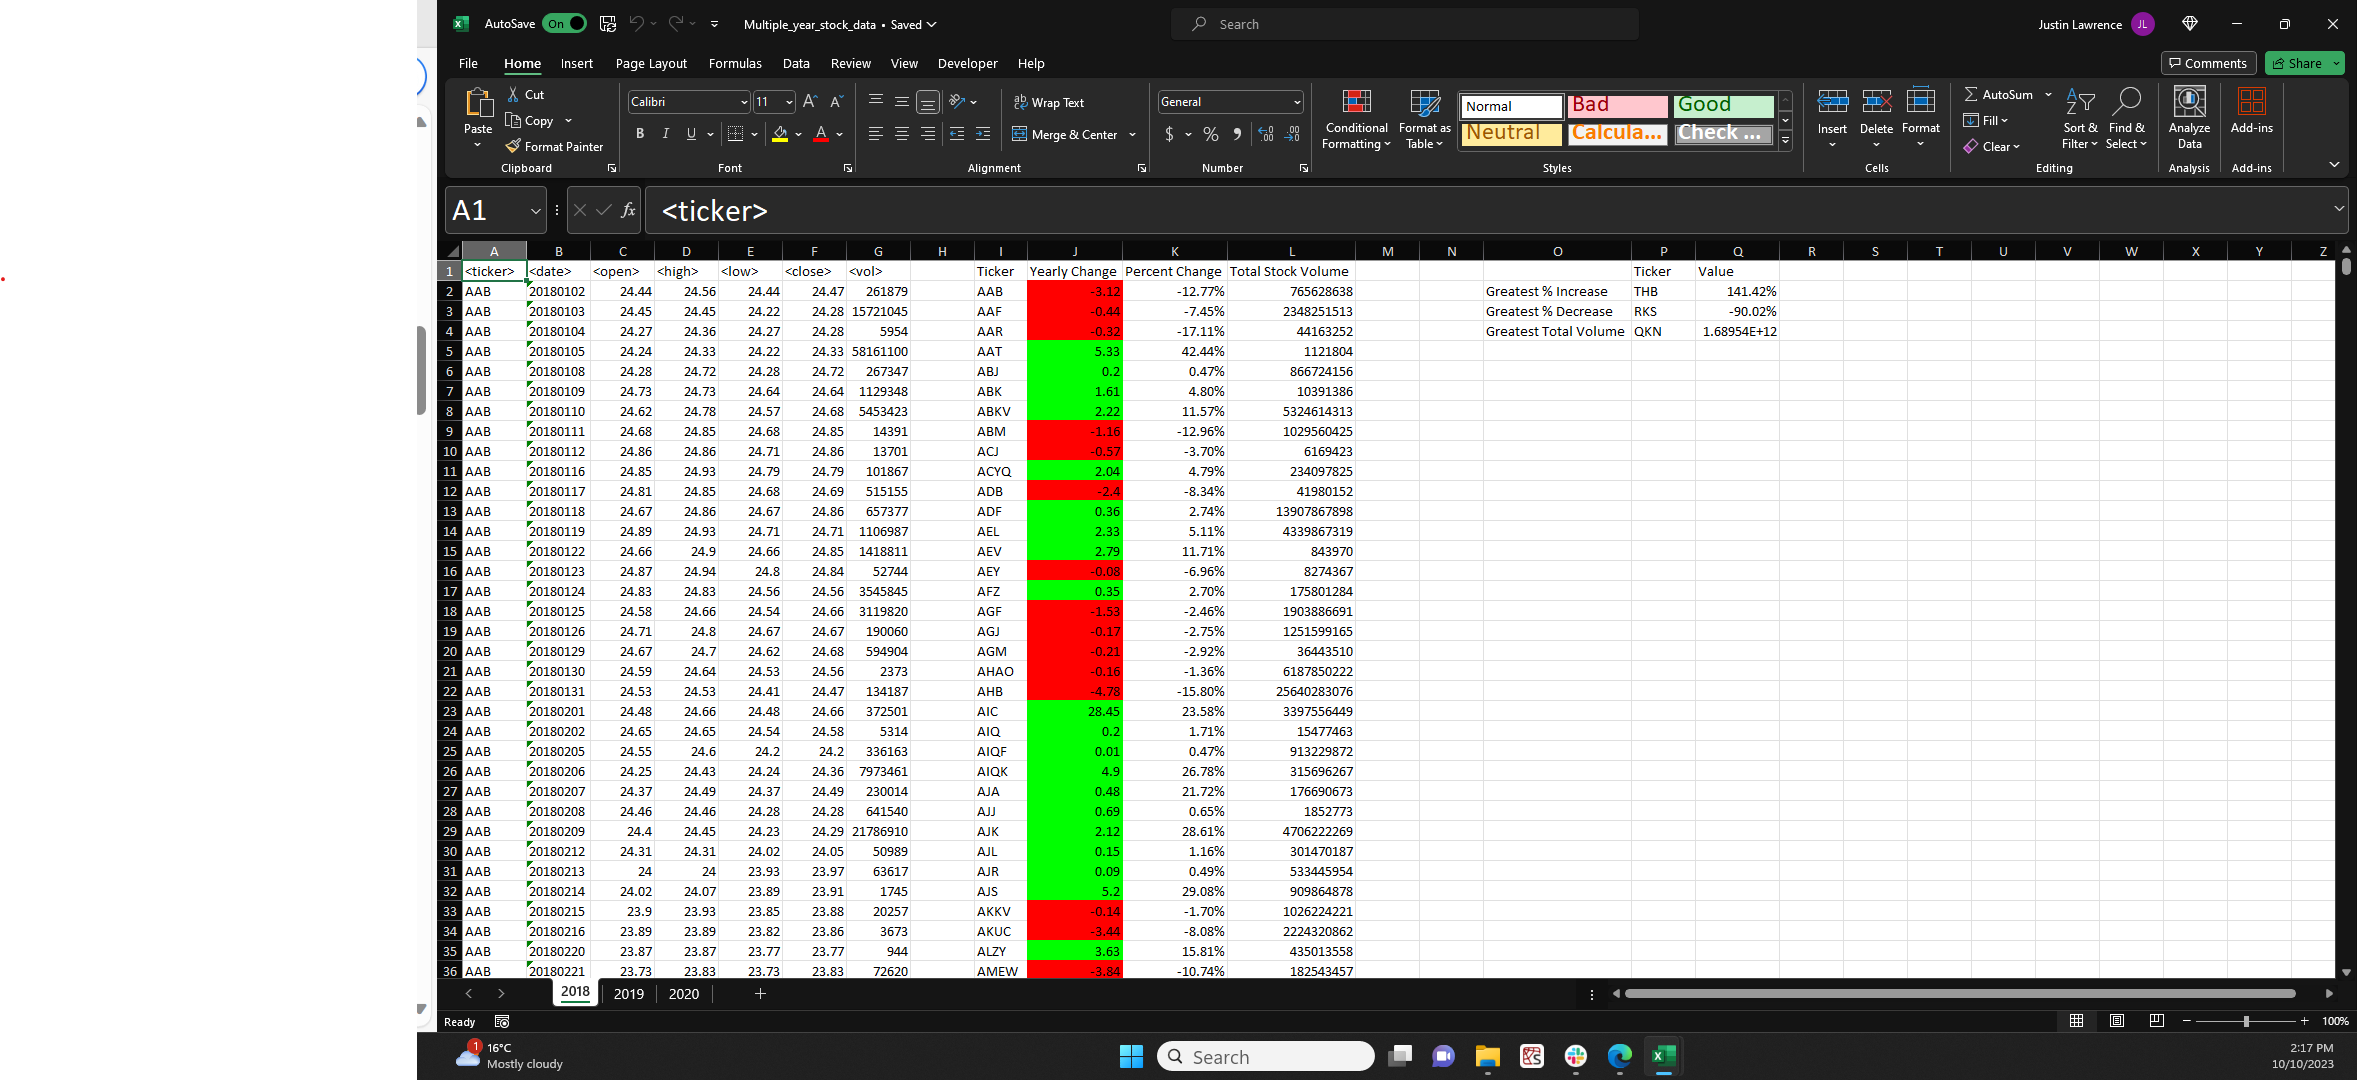 AutoSave On Multiple_year_stock_data • Saved Search Justin Lawrence JL
File Home Insert Page Layout Formulas Data Review View Developer Help Comments Share
Paste Cut Copy Format Painter Clipboard
Calibri 11 B I U A Font
Wrap Text Merge & Center Alignment
General $ % Number
Conditional Formatting Format as Table Normal Bad Good Neutral Calcula... Check ... Styles
Insert Delete Format Cells
AutoSum Fill Clear Sort & Filter Find & Select Editing
Analyze Data Analysis Add-ins Add-ins
A1 fx <ticker>
A B C D E F G H I J K L M N O P Q R S T U V W X Y Z
1 <ticker> <date> <open> <high> <low> <close> <vol> Ticker Yearly Change Percent Change Total Stock Volume Ticker Value
2 AAB 20180102 24.44 24.56 24.44 24.47 261879 AAB -3.12 -12.77% 765628638 Greatest % Increase THB 141.42%
3 AAB 20180103 24.45 24.45 24.22 24.28 15721045 AAF -0.44 -7.45% 2348251513 Greatest % Decrease RKS -90.02%
4 AAB 20180104 24.27 24.36 24.27 24.28 5954 AAR -0.32 -17.11% 44163252 Greatest Total Volume QKN 1.68954E+12
5 AAB 20180105 24.24 24.33 24.22 24.33 58161100 AAT 5.33 42.44% 1121804
6 AAB 20180108 24.28 24.72 24.28 24.72 267347 ABJ 0.2 0.47% 866724156
7 AAB 20180109 24.73 24.73 24.64 24.64 1129348 ABK 1.61 4.80% 10391386
8 AAB 20180110 24.62 24.78 24.57 24.68 5453423 ABKV 2.22 11.57% 5324614313
9 AAB 20180111 24.68 24.85 24.68 24.85 14391 ABM -1.16 -12.96% 1029560425
10 AAB 20180112 24.86 24.86 24.71 24.86 13701 ACJ -0.57 -3.70% 6169423
11 AAB 20180116 24.85 24.93 24.79 24.79 101867 ACYQ 2.04 4.79% 234097825
12 AAB 20180117 24.81 24.85 24.68 24.69 515155 ADB -2.4 -8.34% 41980152
13 AAB 20180118 24.67 24.86 24.67 24.86 657377 ADF 0.36 2.74% 13907867898
14 AAB 20180119 24.89 24.93 24.71 24.71 1106987 AEL 2.33 5.11% 4339867319
15 AAB 20180122 24.66 24.9 24.66 24.85 1418811 AEV 2.79 11.71% 843970
16 AAB 20180123 24.87 24.94 24.8 24.84 52744 AEY -0.08 -6.96% 8274367
17 AAB 20180124 24.83 24.83 24.56 24.56 3545845 AFZ 0.35 2.70% 175801284
18 AAB 20180125 24.58 24.66 24.54 24.66 3119820 AGF -1.53 -2.46% 1903886691
19 AAB 20180126 24.71 24.8 24.67 24.67 190060 AGJ -0.17 -2.75% 1251599165
20 AAB 20180129 24.67 24.7 24.62 24.68 594904 AGM -0.21 -2.92% 36443510
21 AAB 20180130 24.59 24.64 24.53 24.56 2373 AHAO -0.16 -1.36% 6187850222
22 AAB 20180131 24.53 24.53 24.41 24.47 134187 AHB -4.78 -15.80% 25640283076
23 AAB 20180201 24.48 24.66 24.48 24.66 372501 AIC 28.45 23.58% 3397556449
24 AAB 20180202 24.65 24.65 24.54 24.58 5314 AIQ 0.2 1.71% 15477463
25 AAB 20180205 24.55 24.6 24.2 24.2 336163 AIQF 0.01 0.47% 913229872
26 AAB 20180206 24.25 24.43 24.24 24.36 7973461 AIQK 4.9 26.78% 315696267
27 AAB 20180207 24.37 24.49 24.37 24.49 230014 AJA 0.48 21.72% 176690673
28 AAB 20180208 24.46 24.46 24.28 24.28 641540 AJJ 0.69 0.65% 1852773
29 AAB 20180209 24.4 24.45 24.23 24.29 21786910 AJK 2.12 28.61% 4706222269
30 AAB 20180212 24.31 24.31 24.02 24.05 50989 AJL 0.15 1.16% 301470187
31 AAB 20180213 24 24 23.93 23.97 63617 AJR 0.09 0.49% 533445954
32 AAB 20180214 24.02 24.07 23.89 23.91 1745 AJS 5.2 29.08% 909864878
33 AAB 20180215 23.9 23.93 23.85 23.88 20257 AKKV -0.14 -1.70% 1026224221
34 AAB 20180216 23.89 23.89 23.82 23.86 3673 AKUC -3.44 -8.08% 2224320862
35 AAB 20180220 23.87 23.87 23.77 23.77 944 ALZY 3.63 15.81% 435013558
36 AAB 20180221 23.73 23.83 23.73 23.83 72620 AMEW -3.84 -10.74% 182543457
2018 2019 2020
Ready 100%
1 16°C Mostly cloudy Search 2:17 PM
10/10/2023